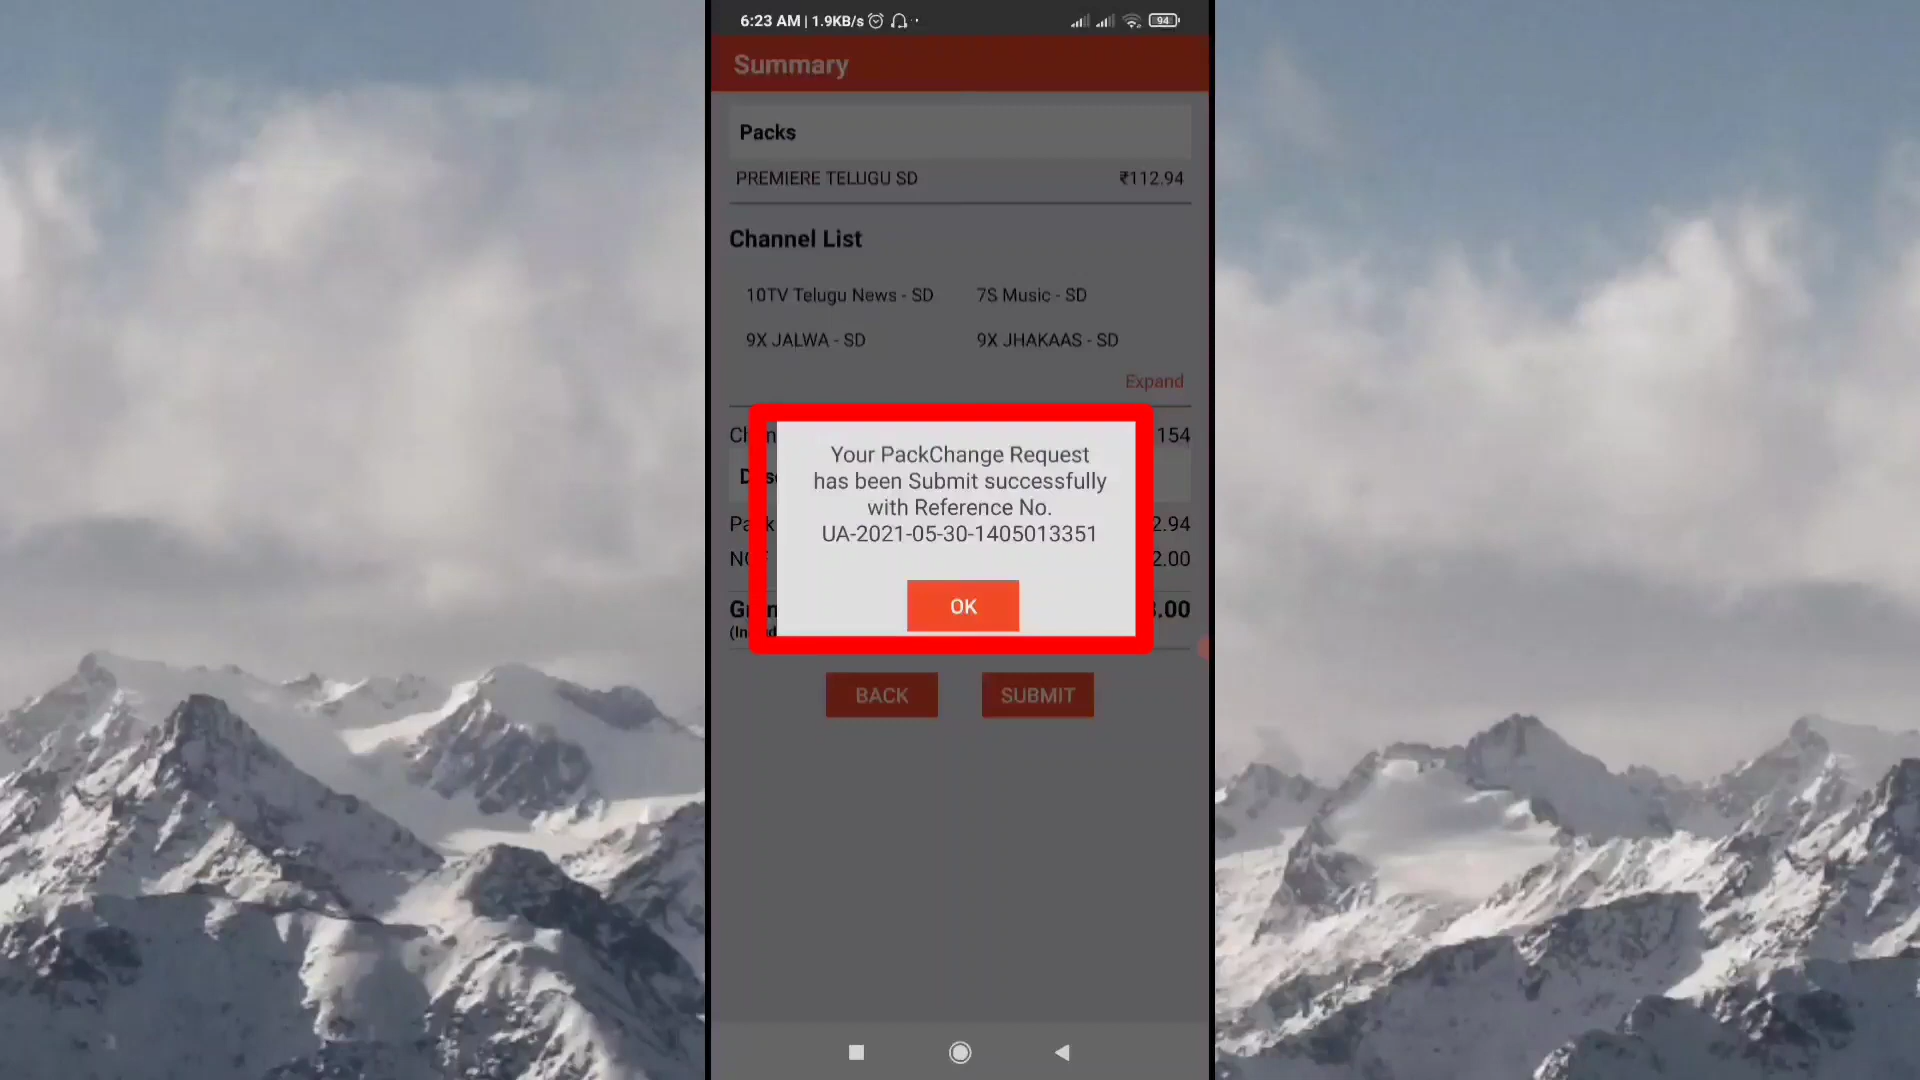 6:23 AM | 1.9KB/s
94
Summary
Packs
PREMIERE TELUGU SD ₹112.94
Channel List
10TV Telugu News - SD 7S Music - SD
9X JALWA - SD 9X JHAKAAS - SD
Expand
154
Your PackChange Request
has been Submit successfully
with Reference No.
UA-2021-05-30-1405013351
2.94
2.00
OK
.00
BACK SUBMIT